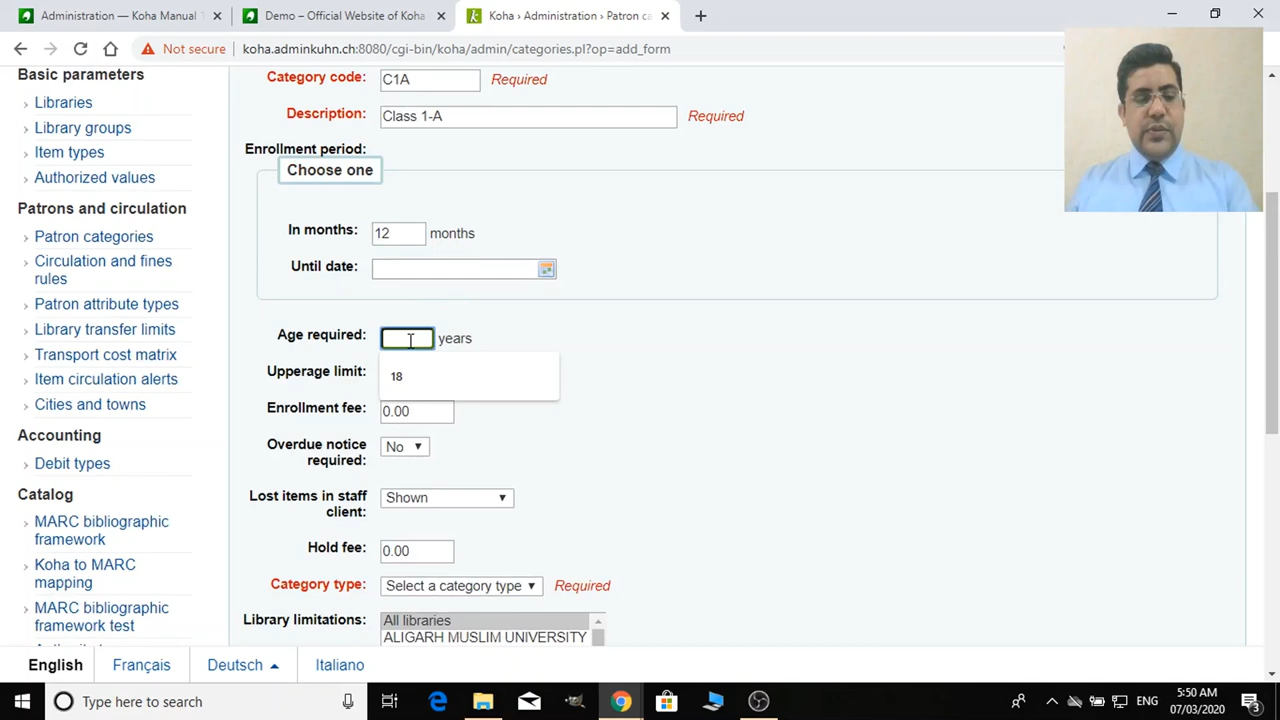 Administration — Koha Manual
Demo – Official Website of Koha
Koha › Administration › Patron ca
Not secure
koha.adminkuhn.ch:8080/cgi-bin/koha/admin/categories.pl?op=add_form
Basic parameters
Libraries
Library groups
Item types
Authorized values
Patrons and circulation
Patron categories
Circulation and fines
rules
Patron attribute types
Library transfer limits
Transport cost matrix
Item circulation alerts
Cities and towns
Accounting
Debit types
Catalog
MARC bibliographic
framework
Koha to MARC
mapping
MARC bibliographic
framework test
Category code: C1A Required
Description: Class 1-A Required
Enrollment period:
Choose one
In months: 12 months
Until date:
Age required: years
18
Upperage limit:
Enrollment fee: 0.00
Overdue notice
required: No
Lost items in staff
client: Shown
Hold fee: 0.00
Category type: Select a category type Required
Library limitations: All libraries
ALIGARH MUSLIM UNIVERSITY
English Français Deutsch Italiano
Type here to search
ENG
5:50 AM
07/03/2020
3